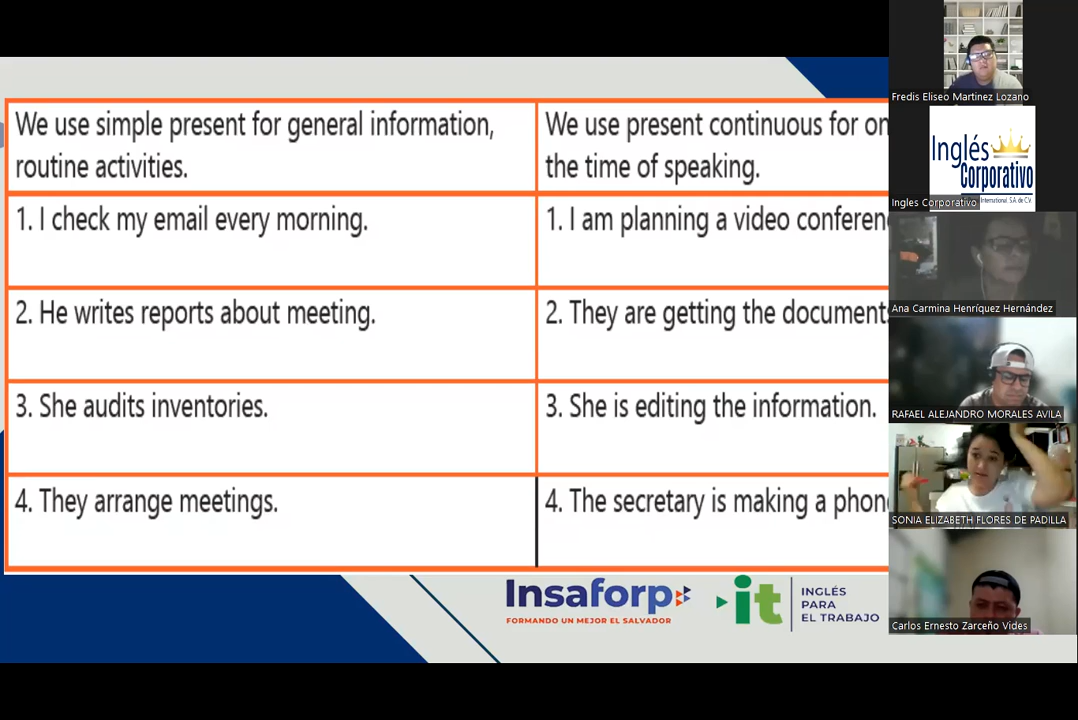 We use simple present for general information,
routine activities.
We use present continuous for on
the time of speaking.
1. I check my email every morning.
1. I am planning a video conferen
2. He writes reports about meeting.
2. They are getting the document
3. She audits inventories.
3. She is editing the information.
4. They arrange meetings.
4. The secretary is making a phon
Insaforp
FORMANDO UN MEJOR EL SALVADOR
it
INGLÉS
PARA
EL TRABAJO
Fredis Eliseo Martinez Lozano
Inglés
Corporativo
International, S.A. de C.V.
Ingles Corporativo
Ana Carmina Henríquez Hernández
RAFAEL ALEJANDRO MORALES AVILA
SONIA ELIZABETH FLORES DE PADILLA
Carlos Ernesto Zarceño Vides